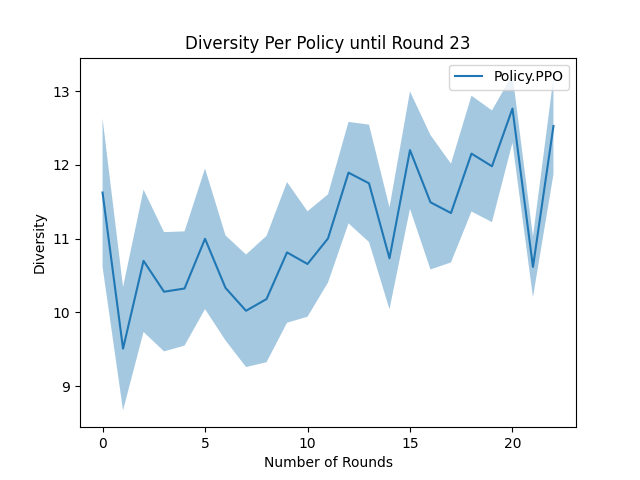 Diversity Per Policy until Round 23
Policy.PPO
13
12
11
10
9
Diversity
0 5 10 15 20
Number of Rounds